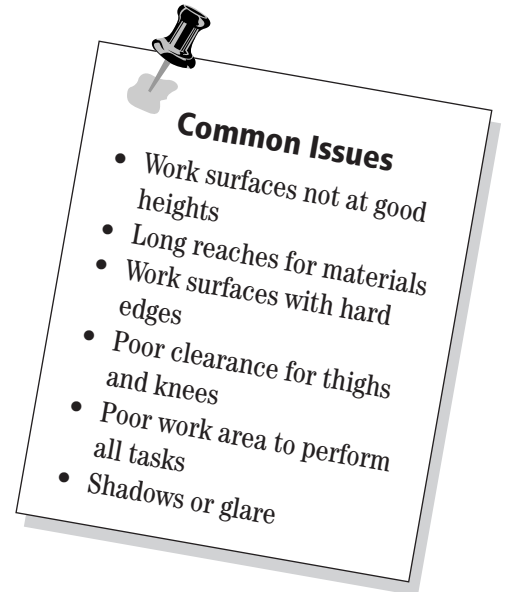 Common Issues
• Work surfaces not at good
heights
• Long reaches for materials
• Work surfaces with hard
edges
• Poor clearance for thighs
and knees
• Poor work area to perform
all tasks
• Shadows or glare